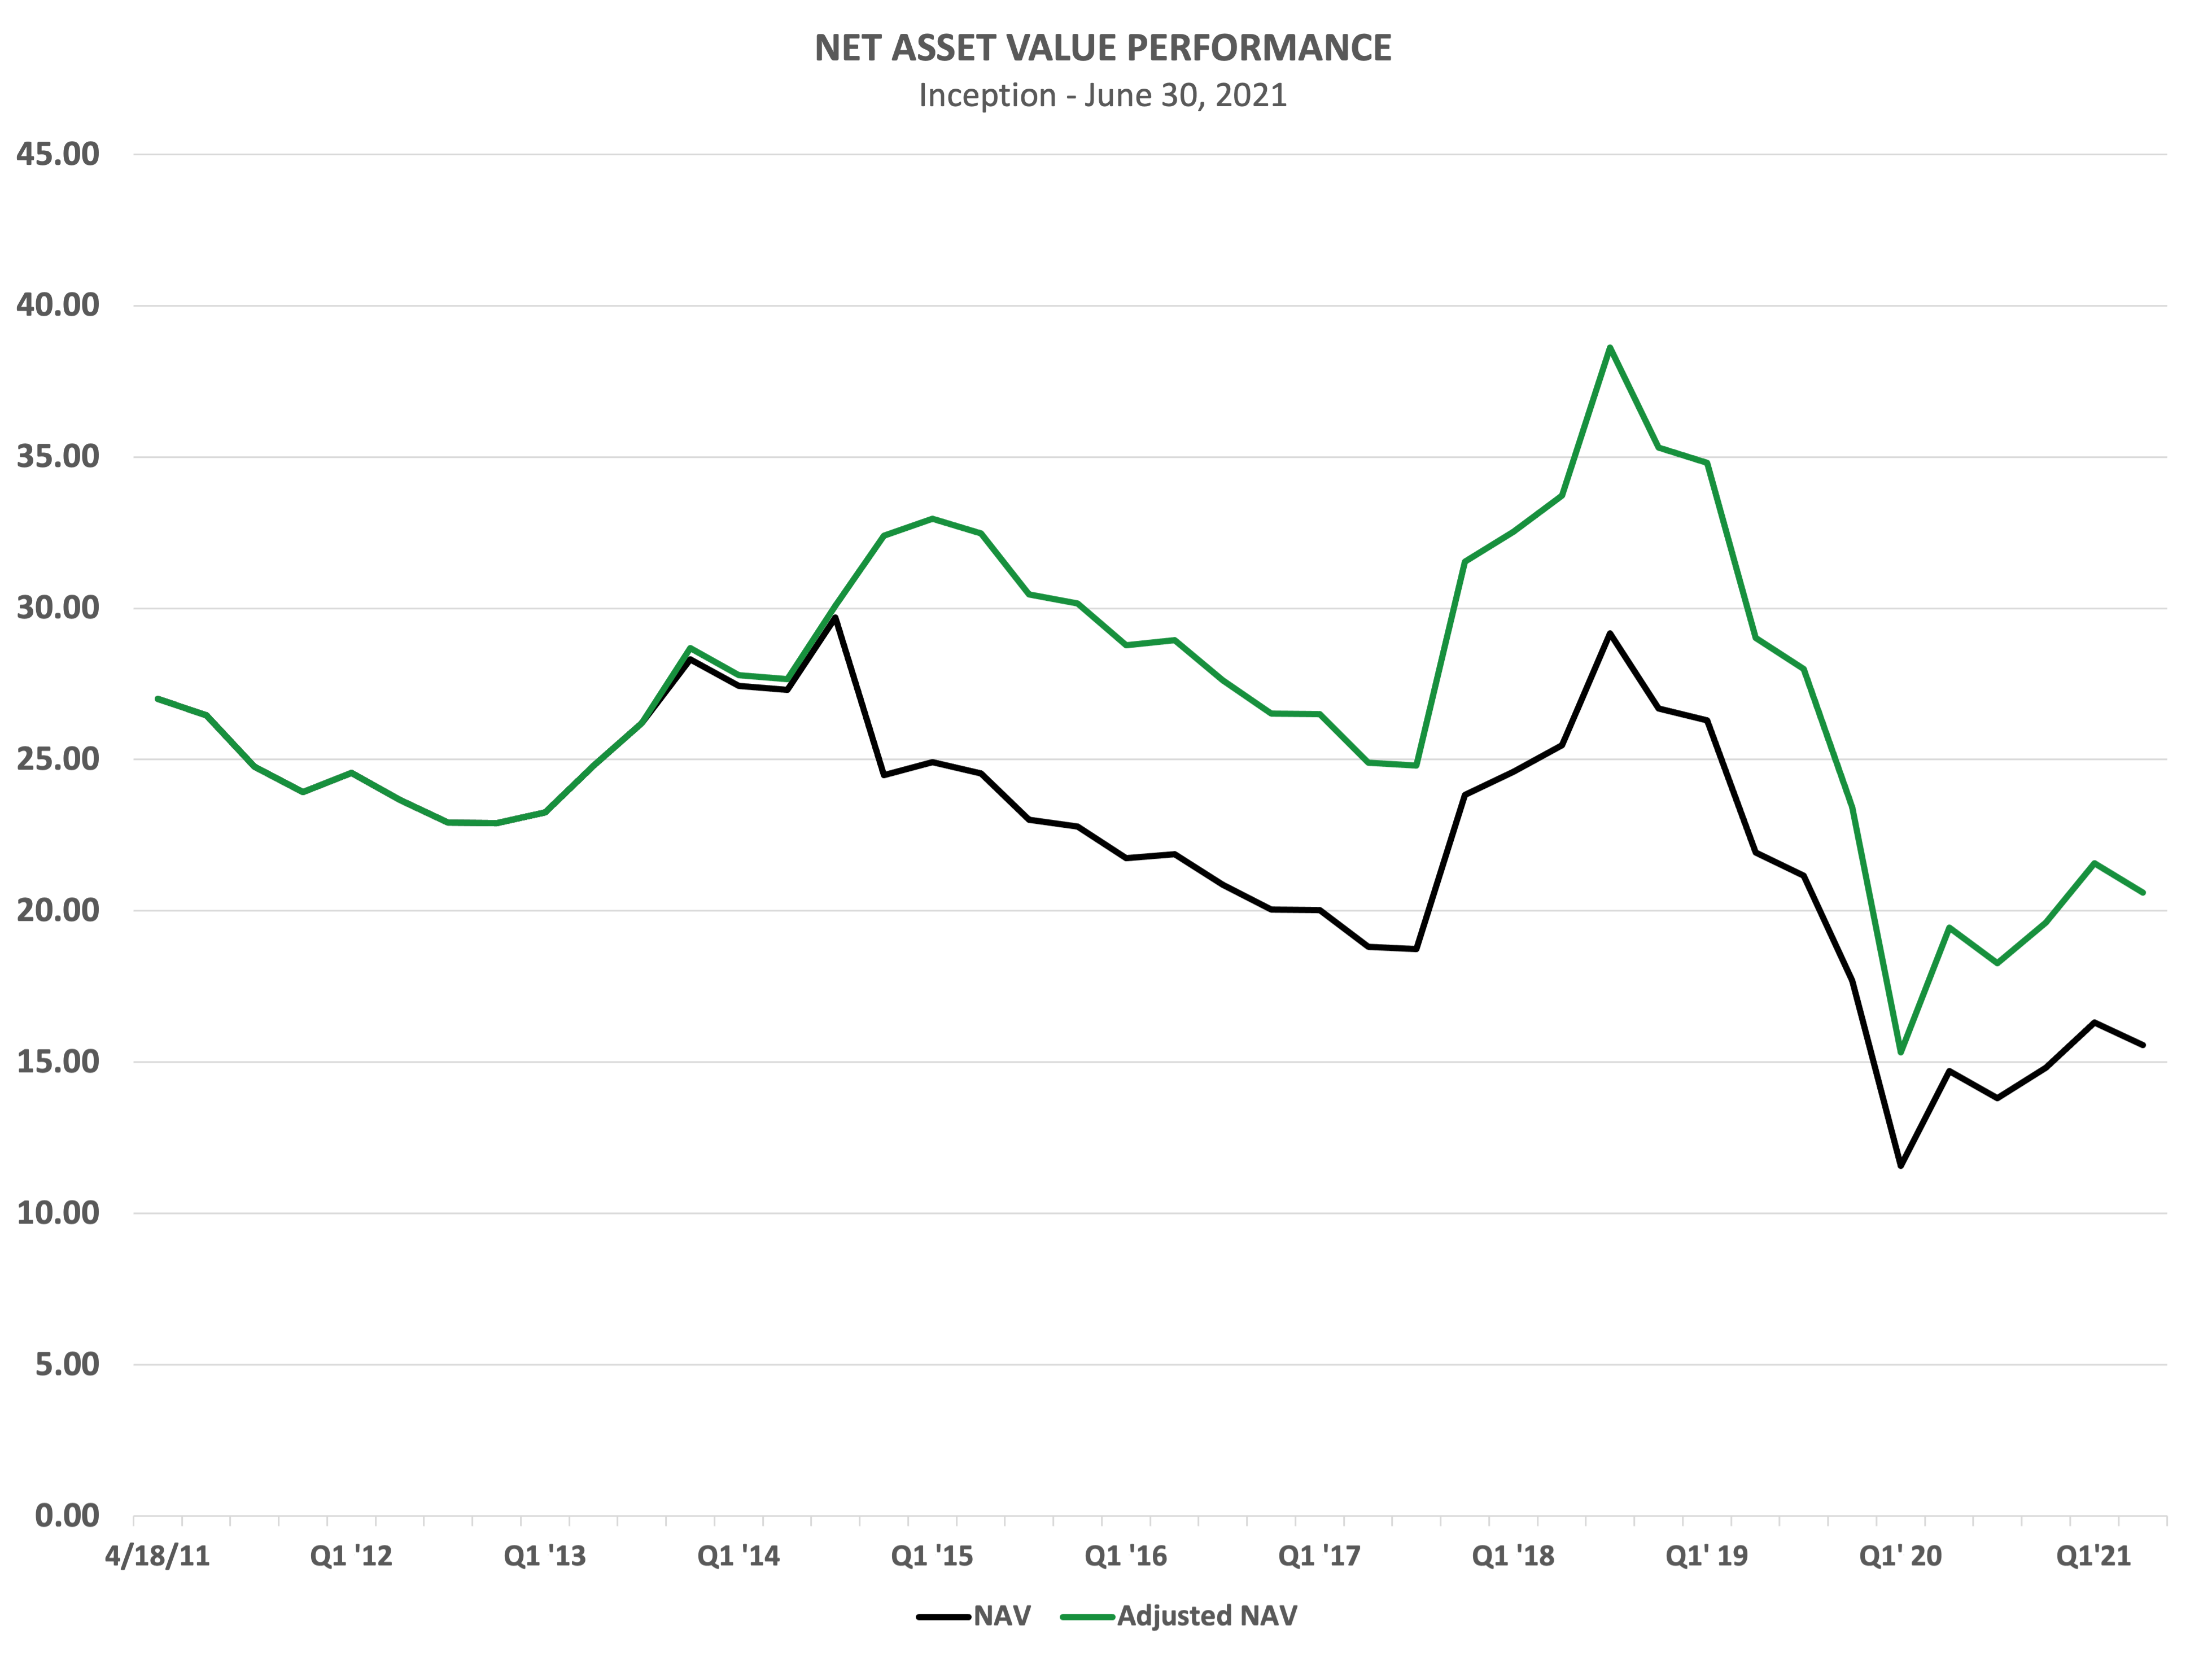 NET ASSET VALUE PERFORMANCE
Inception - June 30, 2021
45.00
40.00
35.00
30.00
25.00
20.00
15.00
10.00
5.00
0.00
4/18/11 Q1 '12 Q1 '13 Q1 '14 Q1 '15 Q1 '16 Q1 '17 Q1 '18 Q1' 19 Q1' 20 Q1'21
NAV Adjusted NAV